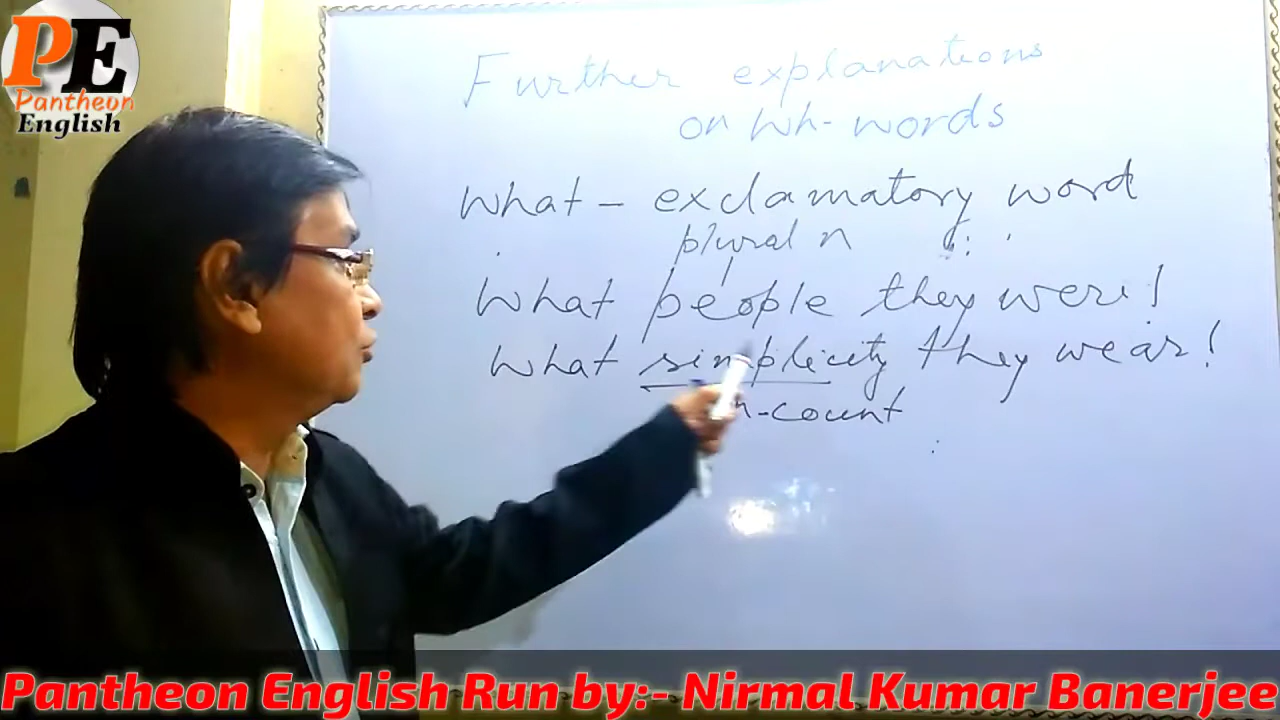 PE
Pantheon
English
Further explanations
on Wh- words
What - exclamatory word
plural n
What people they were!
What simplicity they wear!
n-count
Pantheon English Run by:- Nirmal Kumar Banerjee